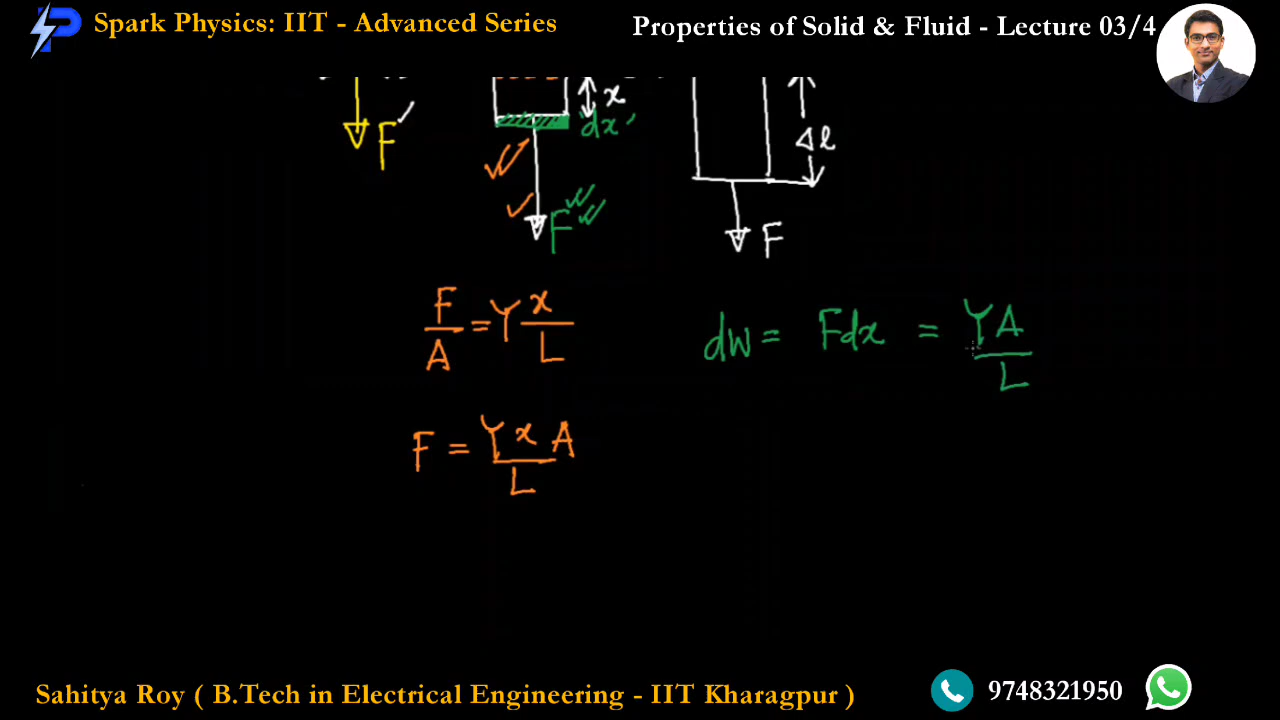 Spark Physics: IIT - Advanced Series
Properties of Solid & Fluid - Lecture 03/4
F
x
dx
F
Δl
F
F/A = Y x/L
dw = Fdx = YA/L
F = YxA/L
Sahitya Roy ( B.Tech in Electrical Engineering - IIT Kharagpur )
9748321950